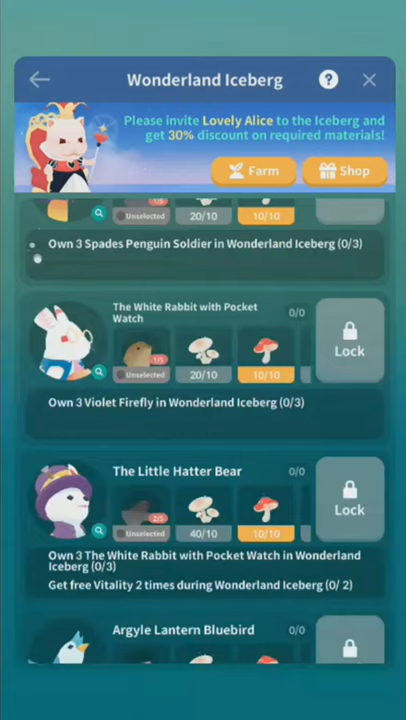 Wonderland Iceberg
?
Please invite Lovely Alice to the Iceberg and
get 30% discount on required materials!
Farm
Shop
Unselected
20/10
10/10
Own 3 Spades Penguin Soldier in Wonderland Iceberg (0/3)
The White Rabbit with Pocket
Watch
0/0
Lock
1/5
Unselected
20/10
10/10
Own 3 Violet Firefly in Wonderland Iceberg (0/3)
The Little Hatter Bear
0/0
Lock
2/5
Unselected
40/10
10/10
Own 3 The White Rabbit with Pocket Watch in Wonderland
Iceberg (0/3)
Get free Vitality 2 times during Wonderland Iceberg (0/ 2)
Argyle Lantern Bluebird
0/0